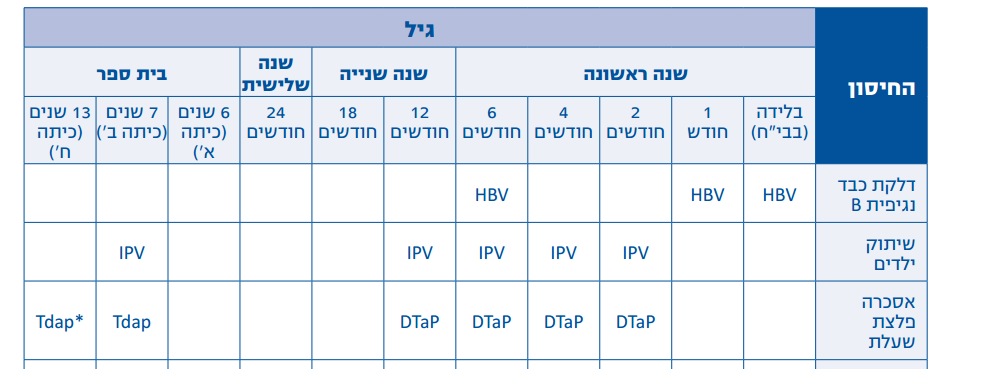 החיסון
גיל
שנה ראשונה
שנה שנייה
שנה
שלישית
בית ספר
בלידה
(בבי"ח)
1
חודש
2
חודשים
4
חודשים
6
חודשים
12
חודשים
18
חודשים
24
חודשים
6 שנים
(כיתה
א')
7 שנים
(כיתה ב')
13 שנים
(כיתה
ח')
דלקת כבד
נגיפית B
HBV
HBV
HBV
שיתוק
ילדים
IPV
IPV
IPV
IPV
IPV
אסכרה
פלצת
שעלת
DTaP
DTaP
DTaP
DTaP
Tdap
Tdap*